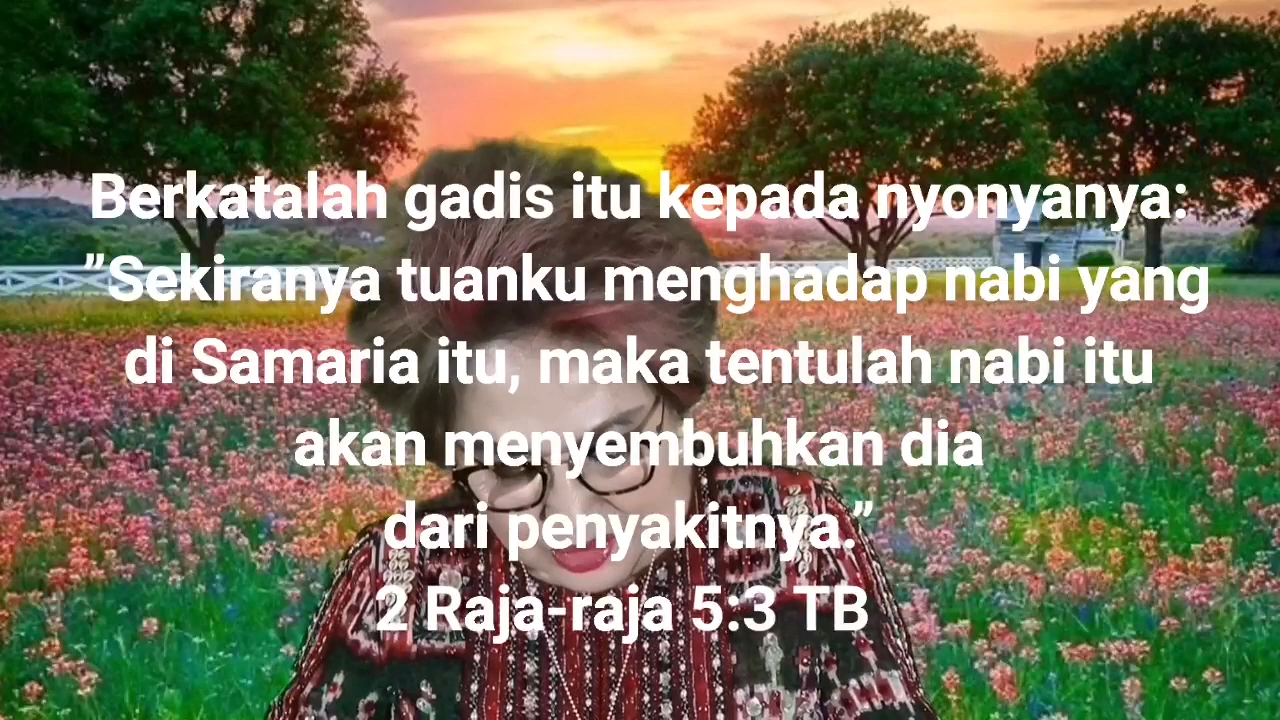 Berkatalah gadis itu kepada nyonyanya:
”Sekiranya tuanku menghadap nabi yang
di Samaria itu, maka tentulah nabi itu
akan menyembuhkan dia
dari penyakitnya.”
2 Raja-raja 5:3 TB